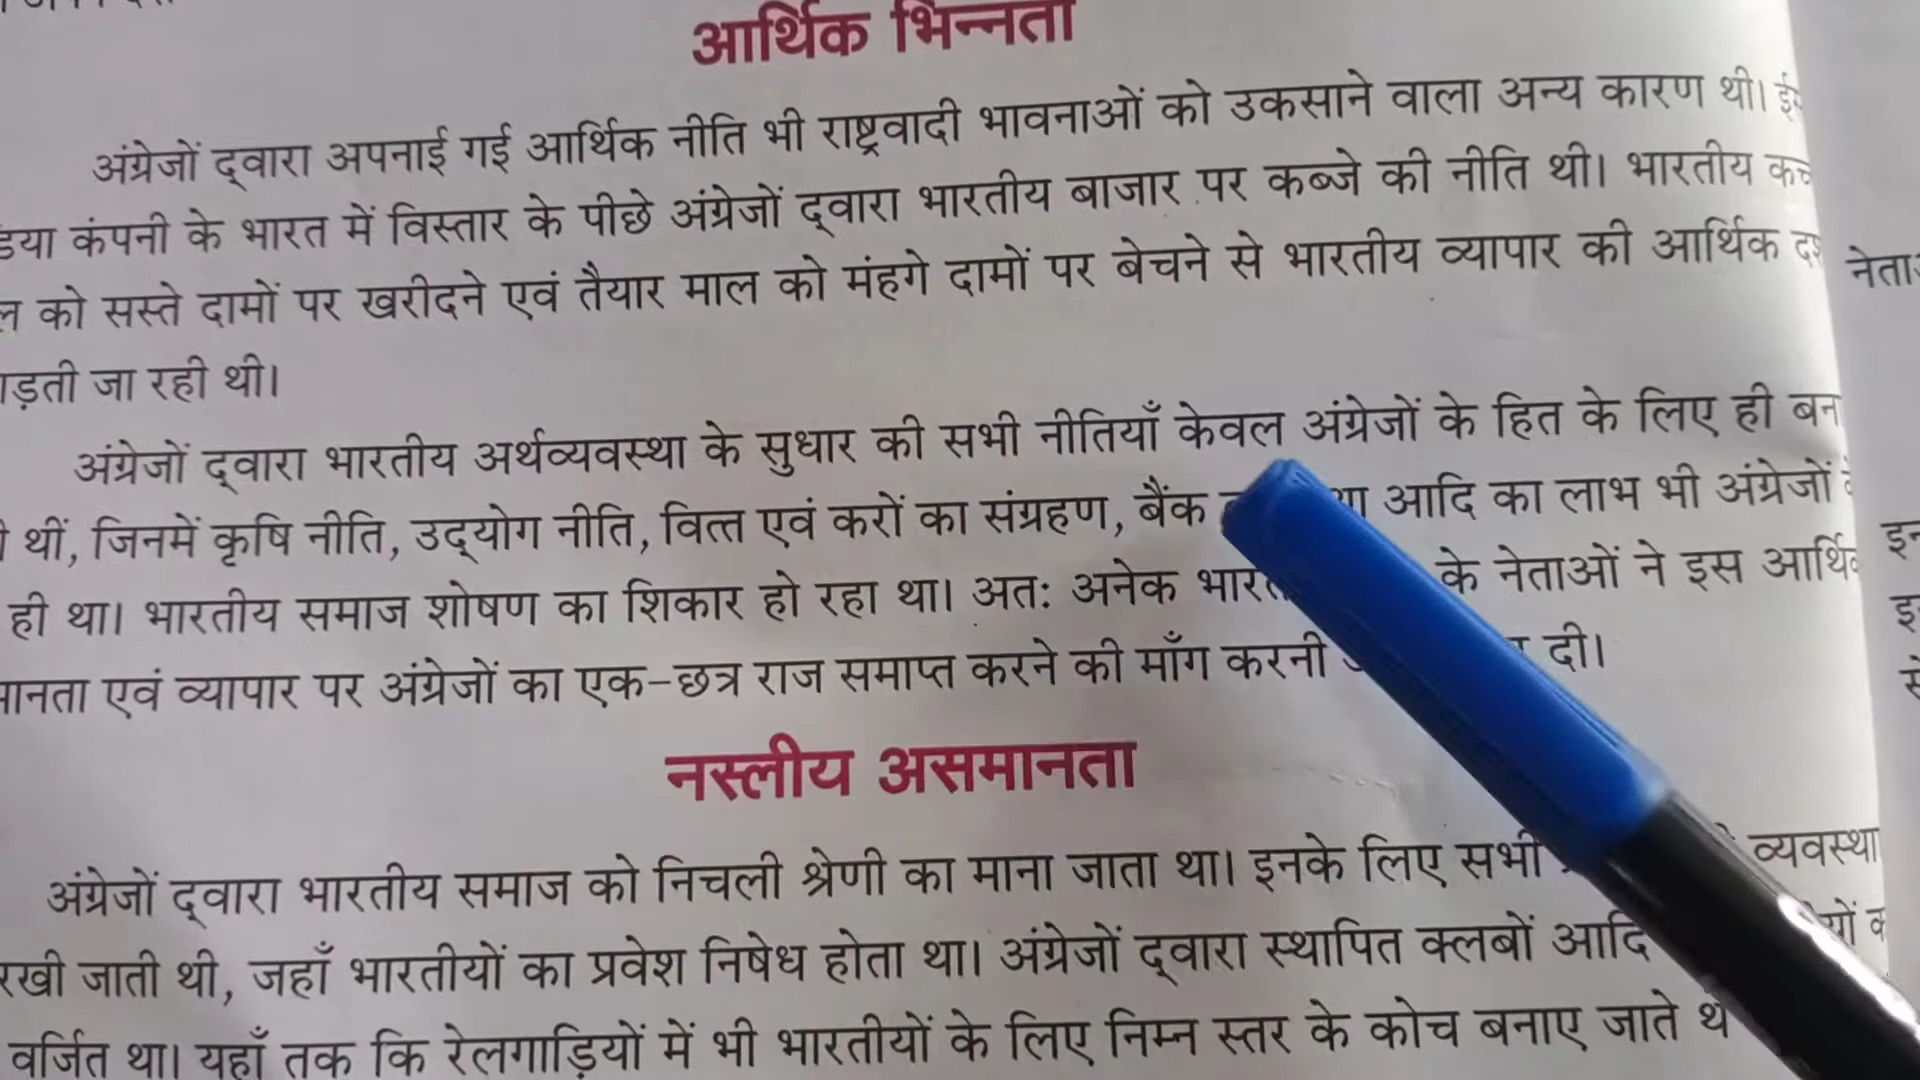 आर्थिक भिन्नता
अंग्रेजों द्वारा अपनाई गई आर्थिक नीति भी राष्ट्रवादी भावनाओं को उकसाने वाला अन्य कारण थी।
कंपनी के भारत में विस्तार के पीछे अंग्रेजों द्वारा भारतीय बाजार पर कब्जे की नीति थी। भारतीय
को सस्ते दामों पर खरीदने एवं तैयार माल को मंहगे दामों पर बेचने से भारतीय व्यापार की आर्थिक
जा रही थी।
अंग्रेजों द्वारा भारतीय अर्थव्यवस्था के सुधार की सभी नीतियाँ केवल अंग्रेजों के हित के लिए ही बन
थीं, जिनमें कृषि नीति, उद्योग नीति, वित्त एवं करों का संग्रहण, बैंक आदि का लाभ भी अंग्रेजों
ही था। भारतीय समाज शोषण का शिकार हो रहा था। अतः अनेक के नेताओं ने इस
एवं व्यापार पर अंग्रेजों का एक-छत्र राज समाप्त करने की माँग करनी दी।
नस्लीय असमानता
अंग्रेजों द्वारा भारतीय समाज को निचली श्रेणी का माना जाता था। इनके लिए सभी व्यवस्था
रखी जाती थी, जहाँ भारतीयों का प्रवेश निषेध होता था। अंग्रेजों द्वारा स्थापित क्लबों आदि
वर्जित था। यहाँ तक कि रेलगाड़ियों में भी भारतीयों के लिए निम्न स्तर के कोच बनाए जाते